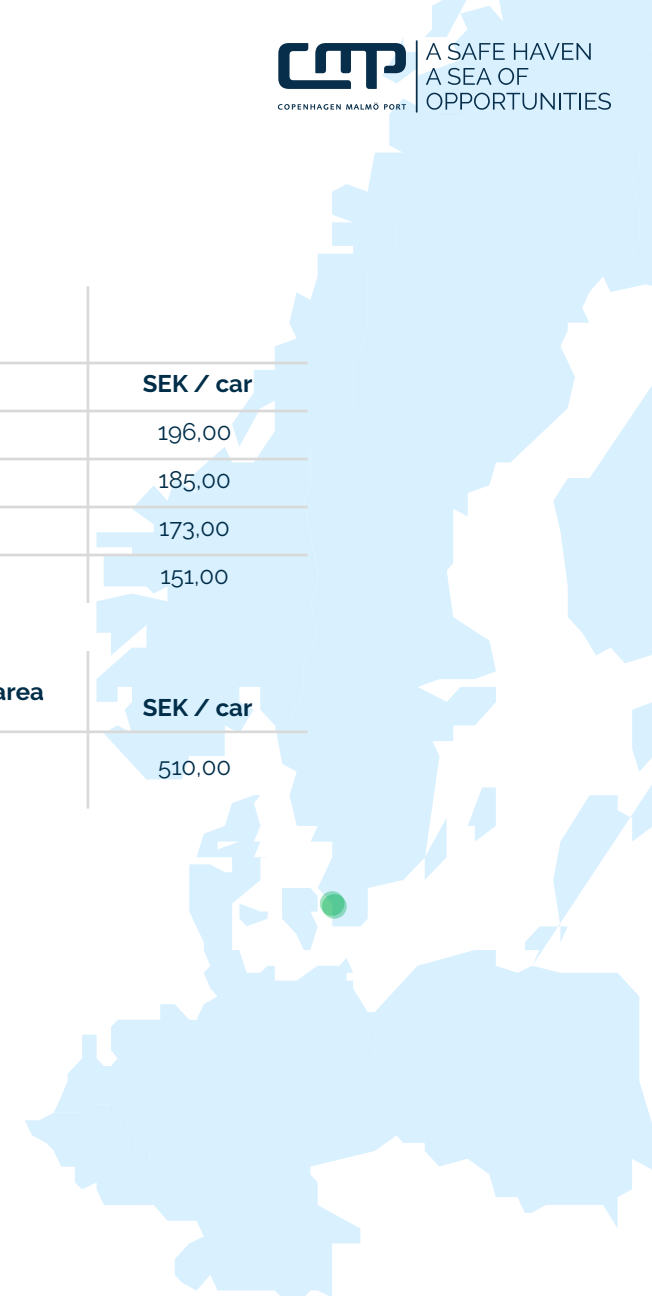 cmp
COPENHAGEN MALMÖ PORT
A SAFE HAVEN
A SEA OF
OPPORTUNITIES
SEK / car
196,00
185,00
173,00
151,00
area
SEK / car
510,00